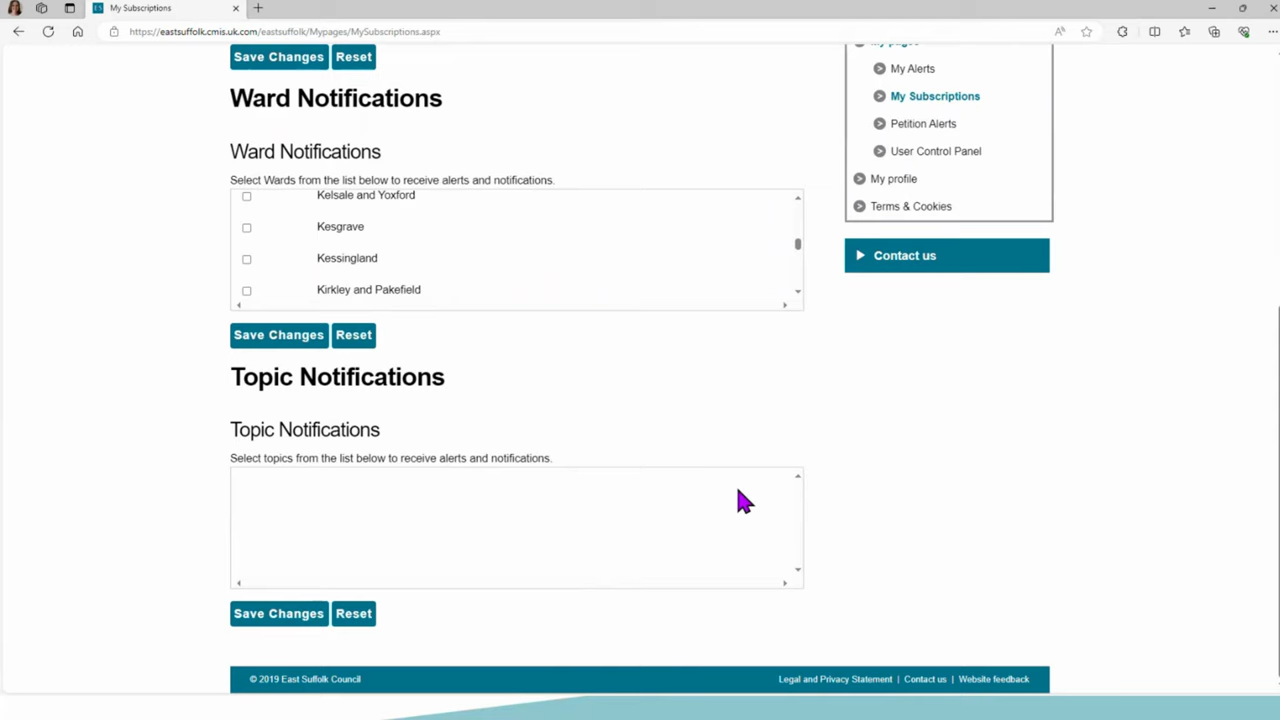 My Subscriptions
https://eastsuffolk.cmis.uk.com/eastsuffolk/Mypages/MySubscriptions.aspx
Save Changes Reset
My pages
My Alerts
My Subscriptions
Petition Alerts
User Control Panel
My profile
Terms & Cookies
Contact us
Ward Notifications
Ward Notifications
Select Wards from the list below to receive alerts and notifications.
Kelsale and Yoxford
Kesgrave
Kessingland
Kirkley and Pakefield
Save Changes Reset
Topic Notifications
Topic Notifications
Select topics from the list below to receive alerts and notifications.
Save Changes Reset
© 2019 East Suffolk Council
Legal and Privacy Statement | Contact us | Website feedback